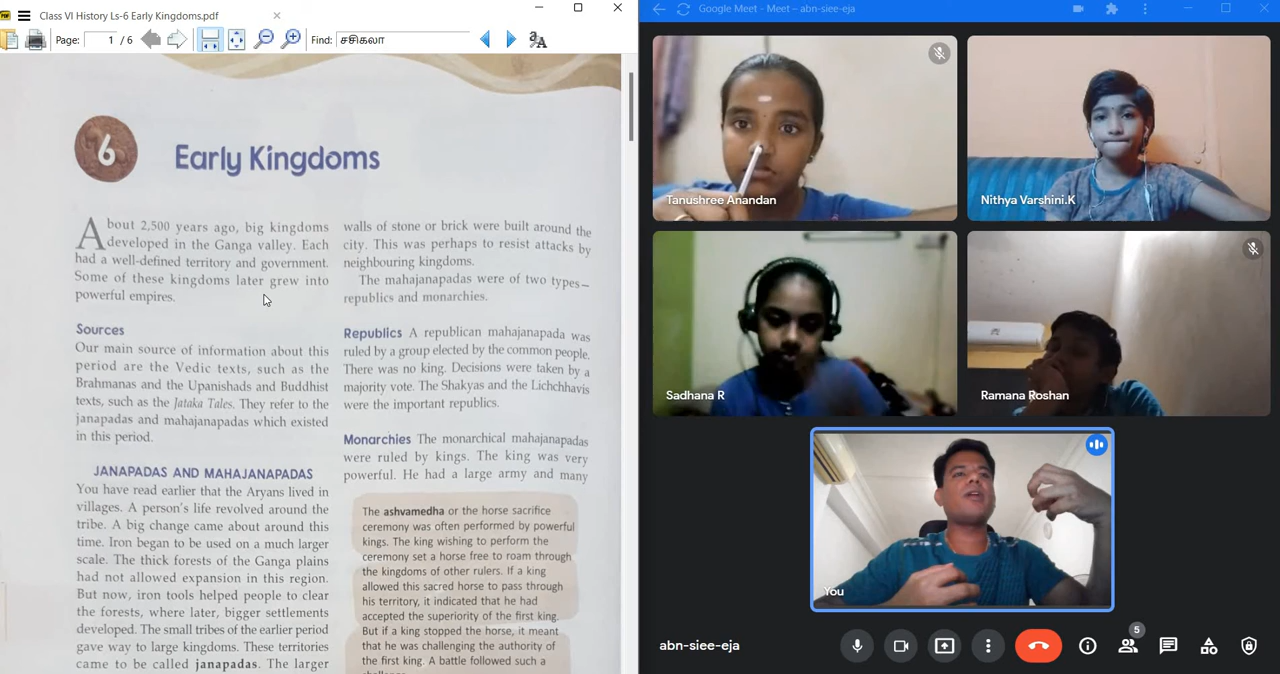 Class VI History Ls-6 Early Kingdoms.pdf
Page: 1 / 6
Find: சசிகலா
6
Early Kingdoms
About 2,500 years ago, big kingdoms
developed in the Ganga valley. Each
had a well-defined territory and government.
Some of these kingdoms later grew into
powerful empires.
Sources
Our main source of information about this
period are the Vedic texts, such as the
Brahmanas and the Upanishads and Buddhist
texts, such as the Jataka Tales. They refer to the
janapadas and mahajanapadas which existed
in this period.
JANAPADAS AND MAHAJANAPADAS
You have read earlier that the Aryans lived in
villages. A person's life revolved around the
tribe. A big change came about around this
time. Iron began to be used on a much larger
scale. The thick forests of the Ganga plains
had not allowed expansion in this region.
But now, iron tools helped people to clear
the forests, where later, bigger settlements
developed. The small tribes of the earlier period
gave way to large kingdoms. These territories
came to be called janapadas. The larger
walls of stone or brick were built around the
city. This was perhaps to resist attacks by
neighbouring kingdoms.
The mahajanapadas were of two types–
republics and monarchies.
Republics A republican mahajanapada was
ruled by a group elected by the common people.
There was no king. Decisions were taken by a
majority vote. The Shakyas and the Lichchhavis
were the important republics.
Monarchies The monarchical mahajanapadas
were ruled by kings. The king was very
powerful. He had a large army and many
The ashvamedha or the horse sacrifice
ceremony was often performed by powerful
kings. The king wishing to perform the
ceremony set a horse free to roam through
the kingdoms of other rulers. If a king
allowed this sacred horse to pass through
his territory, it indicated that he had
accepted the superiority of the first king.
But if a king stopped the horse, it meant
that he was challenging the authority of
the first king. A battle followed such a
Google Meet - Meet – abn-siee-eja
Tanushree Anandan
Nithya Varshini.K
Sadhana R
Ramana Roshan
You
abn-siee-eja
5